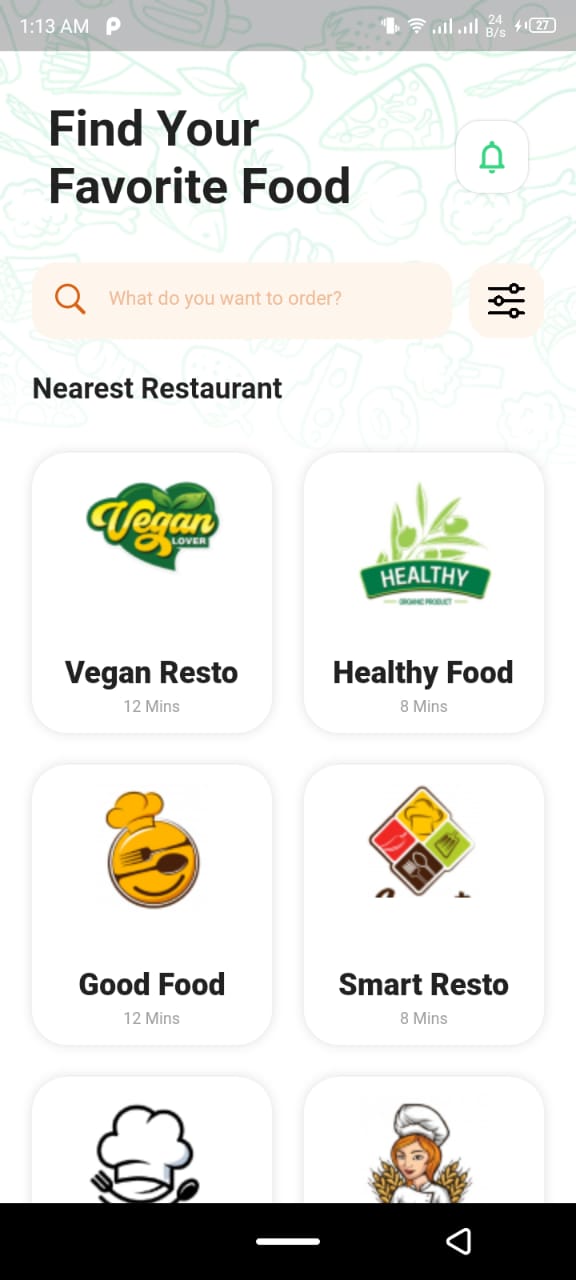 1:13 AM
24
B/s
27
Find Your
Favorite Food
What do you want to order?
Nearest Restaurant
Vegan
LOVER
HEALTHY
ORGANIC PRODUCT
Vegan Resto
Healthy Food
12 Mins
8 Mins
Good Food
Smart Resto
12 Mins
8 Mins